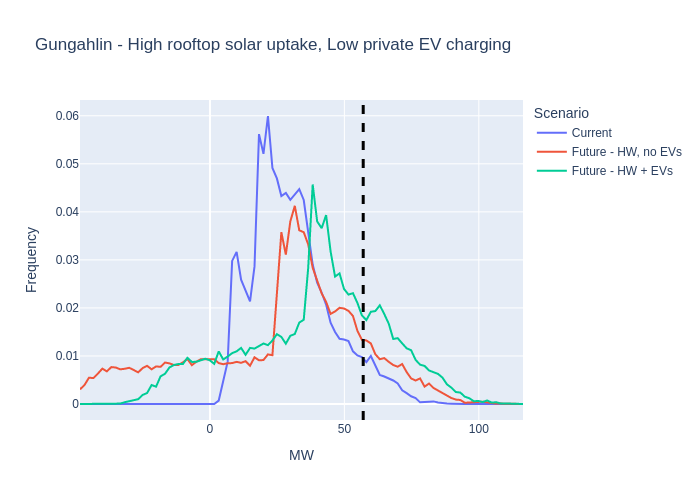 Gungahlin - High rooftop solar uptake, Low private EV charging
Scenario
Current
Future - HW, no EVs
Future - HW + EVs
Frequency
0.06
0.05
0.04
0.03
0.02
0.01
0
0 50 100
MW